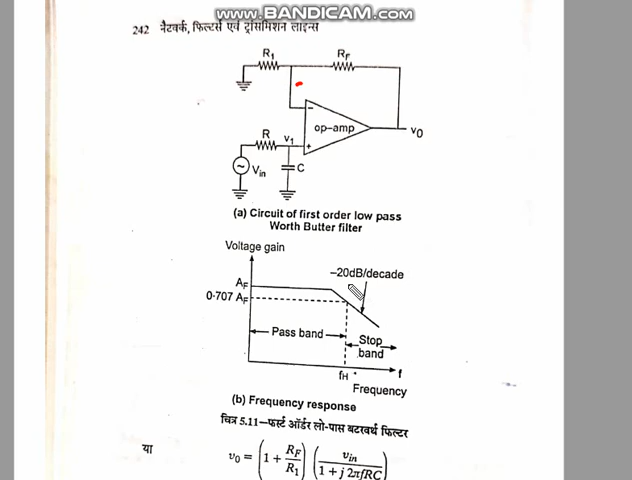 www.BANDICAM.com
242 नैटवर्क, फिल्टर्स एवं ट्रांसमिशन लाइन्स
R1 RF
−
op-amp
vO
R v1 +
Vin C
(a) Circuit of first order low pass
Worth Butter filter
Voltage gain
−20dB/decade
AF
0·707 AF
Pass band
Stop
band
fH f
Frequency
(b) Frequency response
चित्र 5.11—फर्स्ट ऑर्डर लो-पास बटरवर्थ फिल्टर
या v0 = (1 + RF/R1) (vin/1 + j 2πfRC)